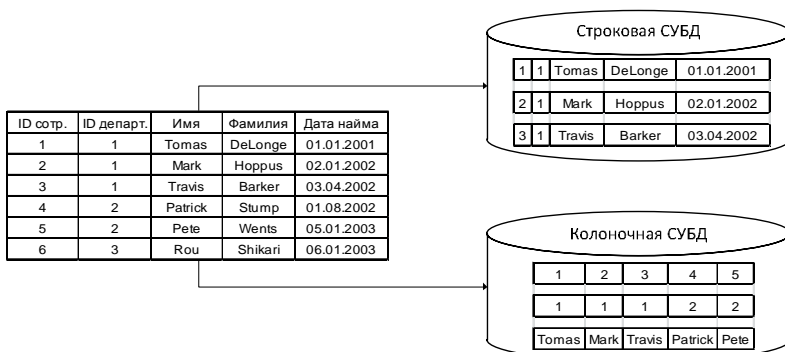 Строковая СУБД
1 1 Tomas DeLonge 01.01.2001
2 1 Mark Hoppus 02.01.2002
3 1 Travis Barker 03.04.2002
ID сотр. ID департ. Имя Фамилия Дата найма
1 1 Tomas DeLonge 01.01.2001
2 1 Mark Hoppus 02.01.2002
3 1 Travis Barker 03.04.2002
4 2 Patrick Stump 01.08.2002
5 2 Pete Wents 05.01.2003
6 3 Rou Shikari 06.01.2003
Колоночная СУБД
1 2 3 4 5
1 1 1 2 2
Tomas Mark Travis Patrick Pete